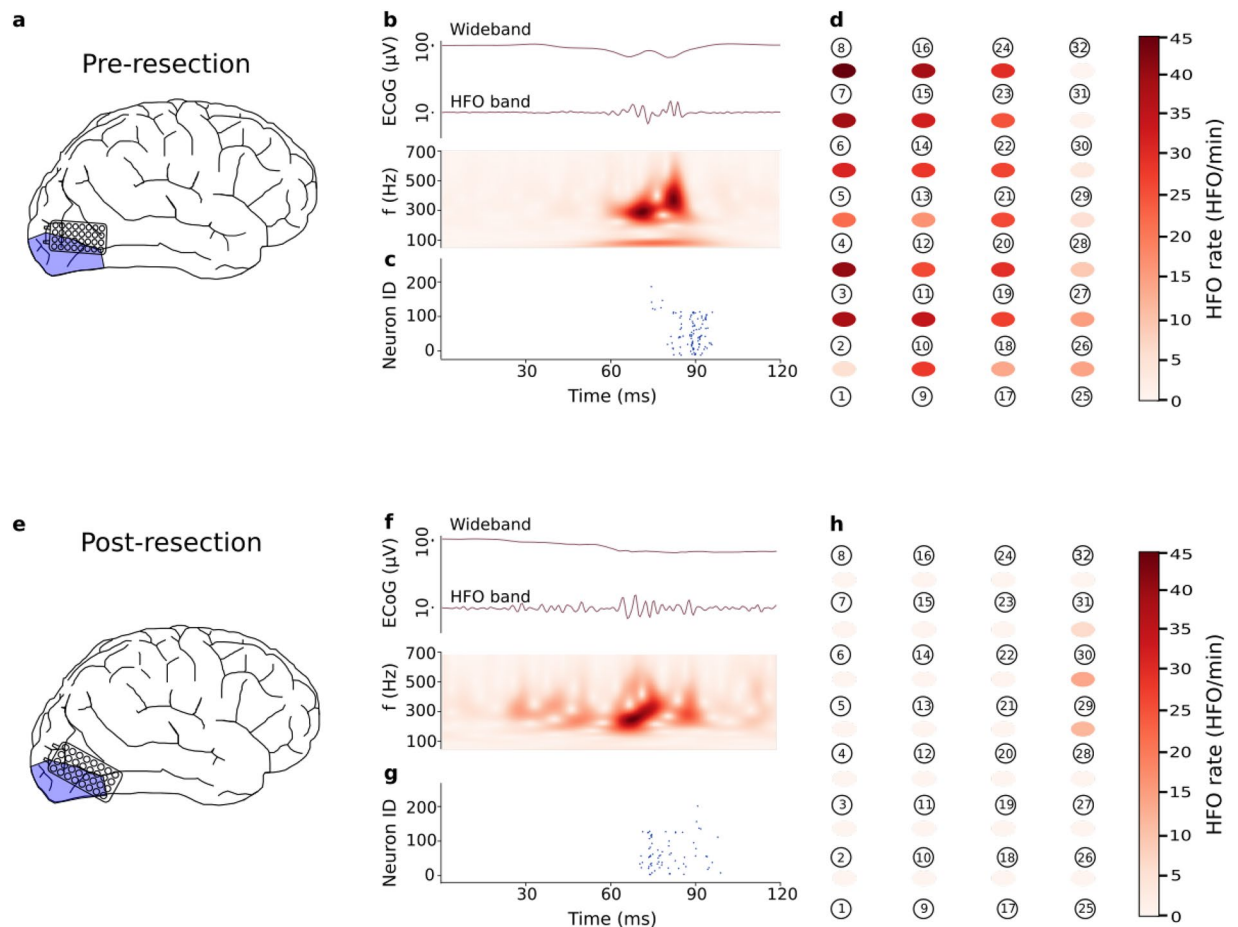 a
Pre-resection
b
Wideband
HFO band
ECoG (µV)
100
10
700
500
300
100
f (Hz)
c
200
100
0
Neuron ID
30 60 90 120
Time (ms)
d
8 16 24 32
7 15 23 31
6 14 22 30
5 13 21 29
4 12 20 28
3 11 19 27
2 10 18 26
1 9 17 25
45
40
35
30
25
20
15
10
5
0
HFO rate (HFO/min)
e
Post-resection
f
Wideband
HFO band
ECoG (µV)
100
10
700
500
300
100
f (Hz)
g
200
100
0
Neuron ID
30 60 90 120
Time (ms)
h
8 16 24 32
7 15 23 31
6 14 22 30
5 13 21 29
4 12 20 28
3 11 19 27
2 10 18 26
1 9 17 25
45
40
35
30
25
20
15
10
5
0
HFO rate (HFO/min)